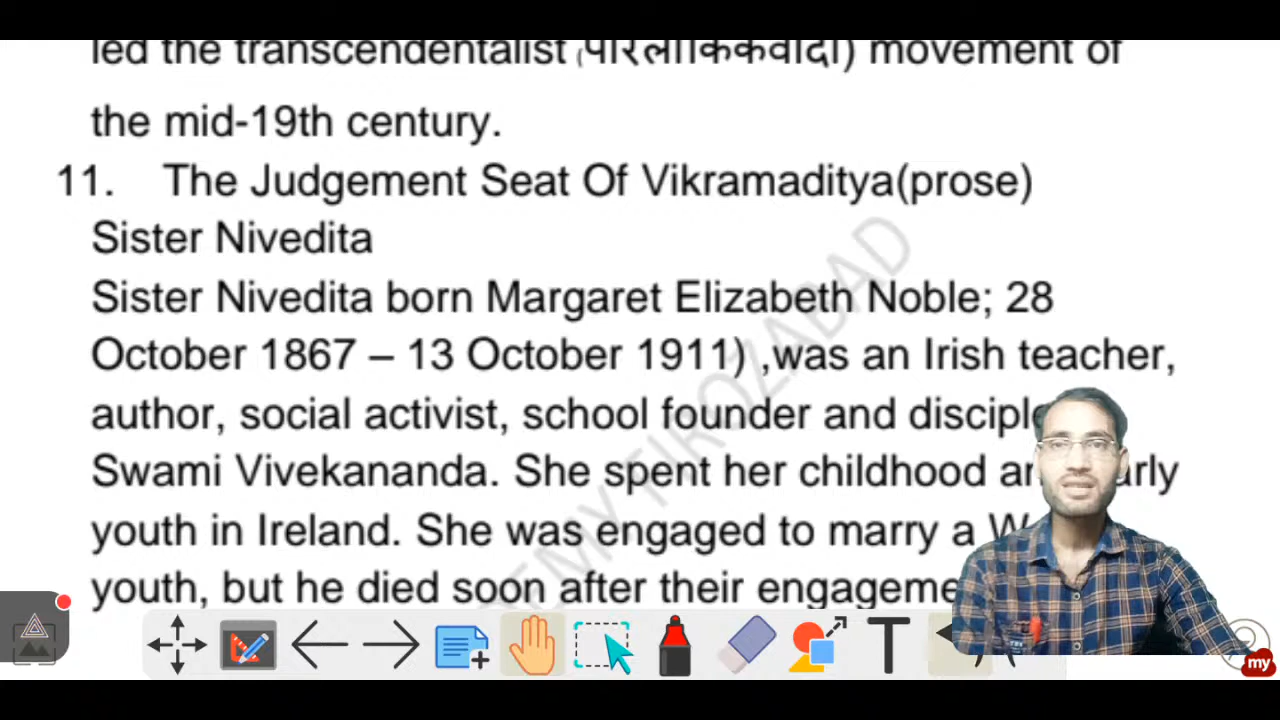 led the transcendentalist (पारलौकिकवादी) movement of
the mid-19th century.
11. The Judgement Seat Of Vikramaditya(prose)
Sister Nivedita
Sister Nivedita born Margaret Elizabeth Noble; 28
October 1867 – 13 October 1911) ,was an Irish teacher,
author, social activist, school founder and disciple
Swami Vivekananda. She spent her childhood
youth in Ireland. She was engaged to marry a
youth, but he died soon after their
T
my